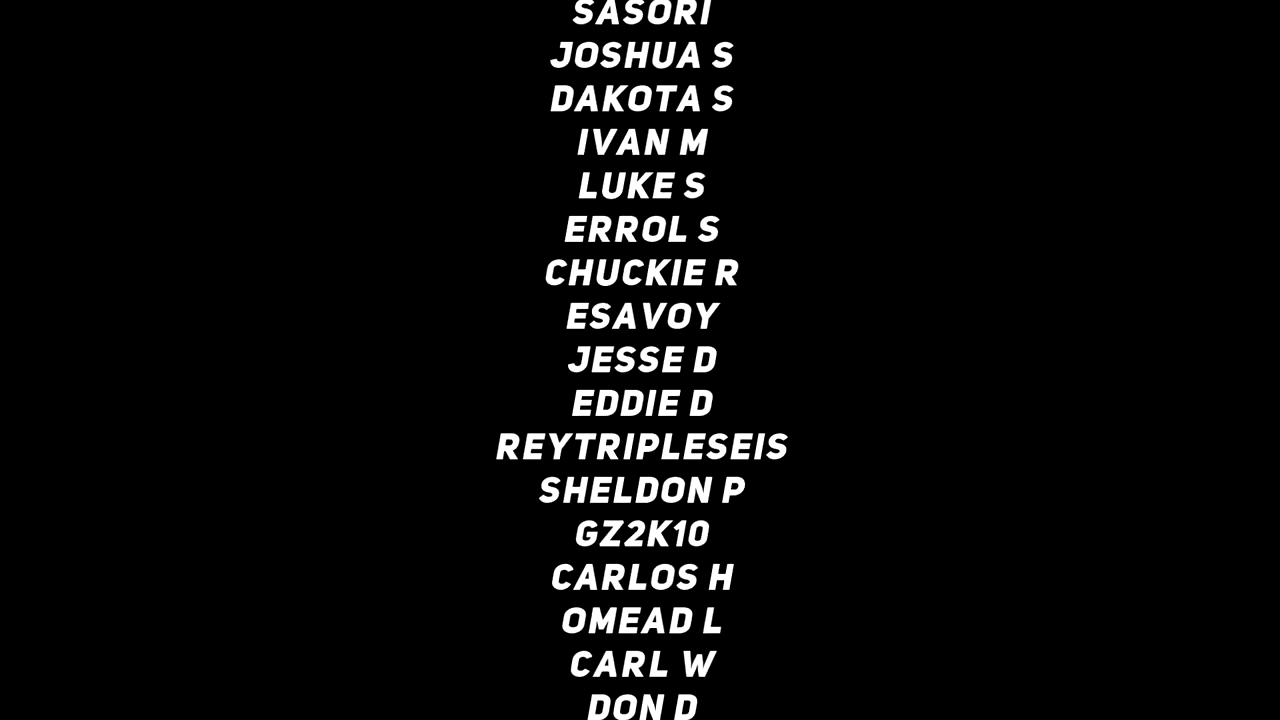 SASORI
JOSHUA S
DAKOTA S
IVAN M
LUKE S
ERROL S
CHUCKIE R
ESAVOY
JESSE D
EDDIE D
REYTRIPLESEIS
SHELDON P
GZ2K10
CARLOS H
OMEAD L
CARL W
DON D